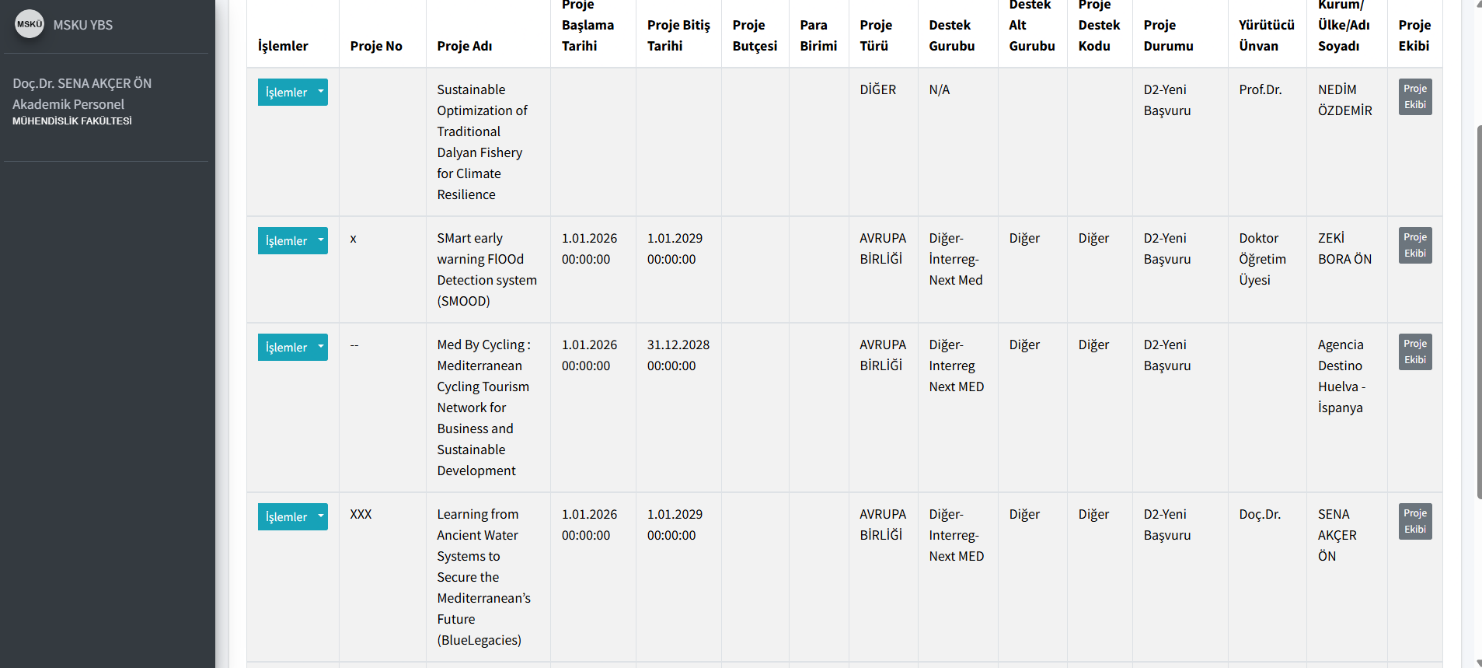 MSKÜ
MSKU YBS
Doç.Dr. SENA AKÇER ÖN
Akademik Personel
MÜHENDİSLİK FAKÜLTESİ
İşlemler
Proje No
Proje Adı
Proje
Başlama
Tarihi
Proje Bitiş
Tarihi
Proje
Butçesi
Para
Birimi
Proje
Türü
Destek
Gurubu
Destek
Alt
Gurubu
Proje
Destek
Kodu
Proje
Durumu
Yürütücü
Ünvan
Kurum/
Ülke/Adı
Soyadı
Proje
Ekibi
İşlemler
Sustainable
Optimization of
Traditional
Dalyan Fishery
for Climate
Resilience
DİĞER
N/A
D2-Yeni
Başvuru
Prof.Dr.
NEDİM
ÖZDEMİR
Proje
Ekibi
İşlemler
x
SMart early
warning FlOOd
Detection system
(SMOOD)
1.01.2026
00:00:00
1.01.2029
00:00:00
AVRUPA
BİRLİĞİ
Diğer-
İnterreg-
Next Med
Diğer
Diğer
D2-Yeni
Başvuru
Doktor
Öğretim
Üyesi
ZEKİ
BORA ÖN
Proje
Ekibi
İşlemler
--
Med By Cycling :
Mediterranean
Cycling Tourism
Network for
Business and
Sustainable
Development
1.01.2026
00:00:00
31.12.2028
00:00:00
AVRUPA
BİRLİĞİ
Diğer-
Interreg
Next MED
Diğer
Diğer
D2-Yeni
Başvuru
Agencia
Destino
Huelva -
İspanya
Proje
Ekibi
İşlemler
XXX
Learning from
Ancient Water
Systems to
Secure the
Mediterranean's
Future
(BlueLegacies)
1.01.2026
00:00:00
1.01.2029
00:00:00
AVRUPA
BİRLİĞİ
Diğer-
Interreg-
Next MED
Diğer
Diğer
D2-Yeni
Başvuru
Doç.Dr.
SENA
AKÇER
ÖN
Proje
Ekibi